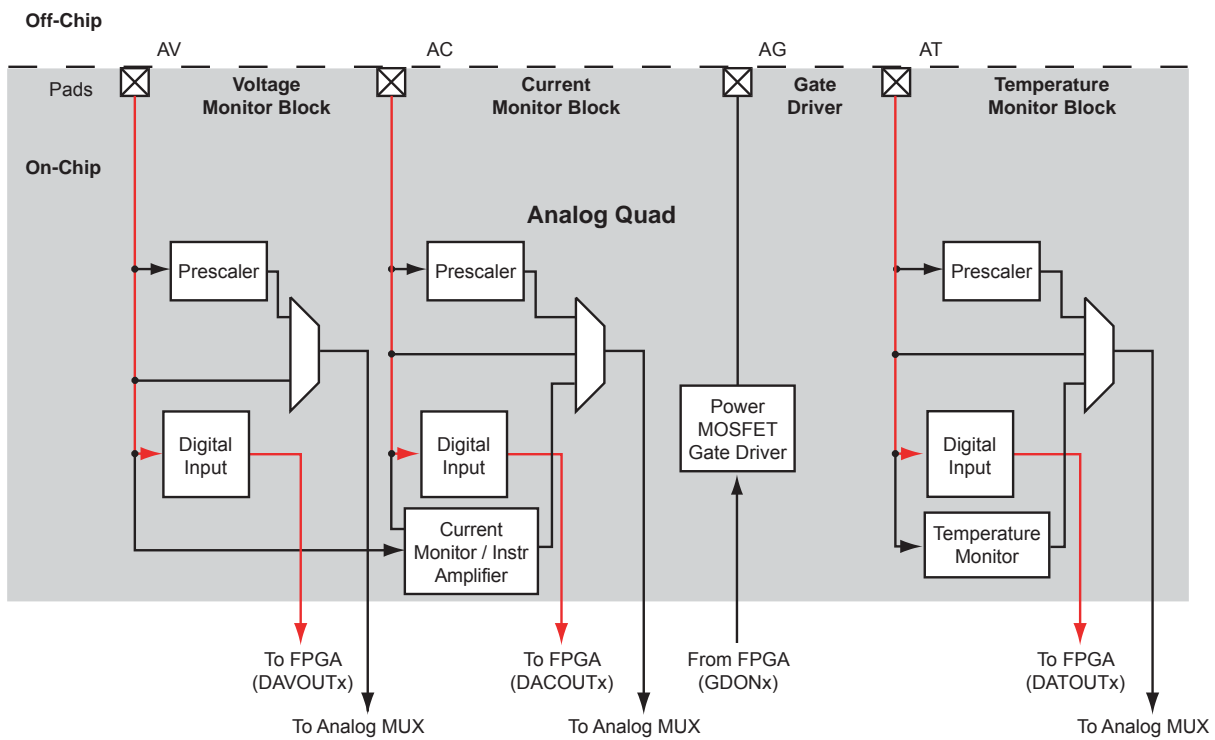 Off-Chip
AV
AC
AG
AT
Pads
Voltage
Monitor Block
Current
Monitor Block
Gate
Driver
Temperature
Monitor Block
On-Chip
Analog Quad
Prescaler
Prescaler
Prescaler
Power
MOSFET
Gate Driver
Digital
Input
Digital
Input
Digital
Input
Current
Monitor / Instr
Amplifier
Temperature
Monitor
To FPGA
(DAVOUTx)
To FPGA
(DACOUTx)
From FPGA
(GDONx)
To FPGA
(DATOUTx)
To Analog MUX
To Analog MUX
To Analog MUX